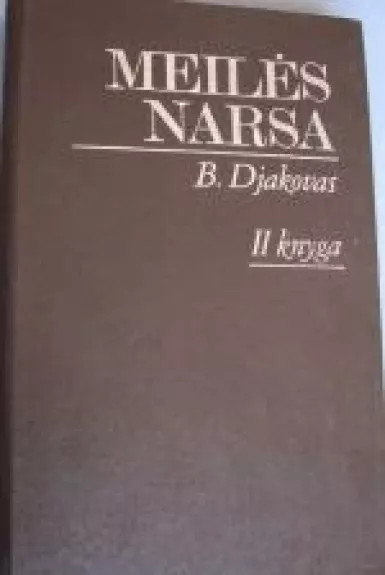 MEILĖS
NARSA
B. Djakovas
II knyga